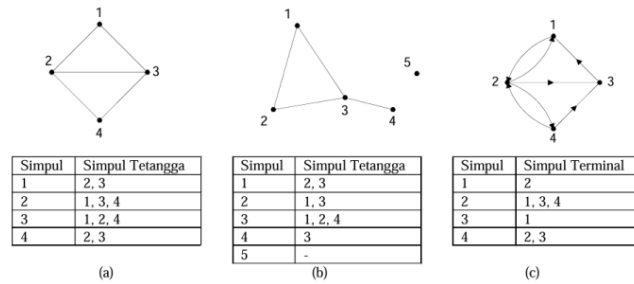 1
2
3
4
1
2
3
4
5
1
2
3
4
Simpul Simpul Tetangga
1 2, 3
2 1, 3, 4
3 1, 2, 4
4 2, 3
(a)
Simpul Simpul Tetangga
1 2, 3
2 1, 3
3 1, 2, 4
4 3
5 -
(b)
Simpul Simpul Terminal
1 2
2 1, 3, 4
3 1
4 2, 3
(c)